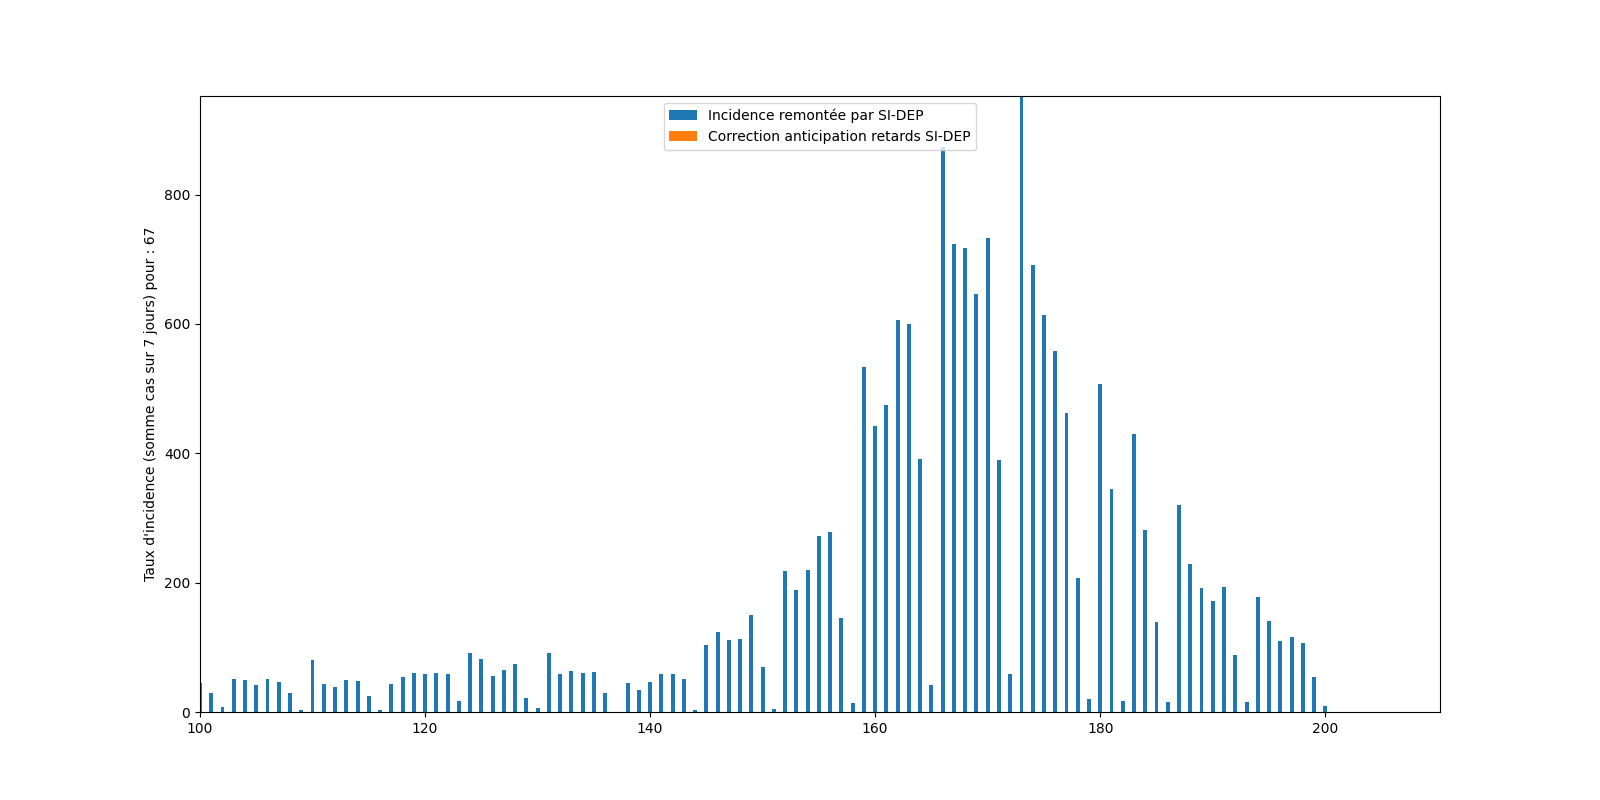 Incidence remontée par SI-DEP
Correction anticipation retards SI-DEP
Taux d'incidence (somme cas sur 7 jours) pour : 67
800
600
400
200
0
100 120 140 160 180 200